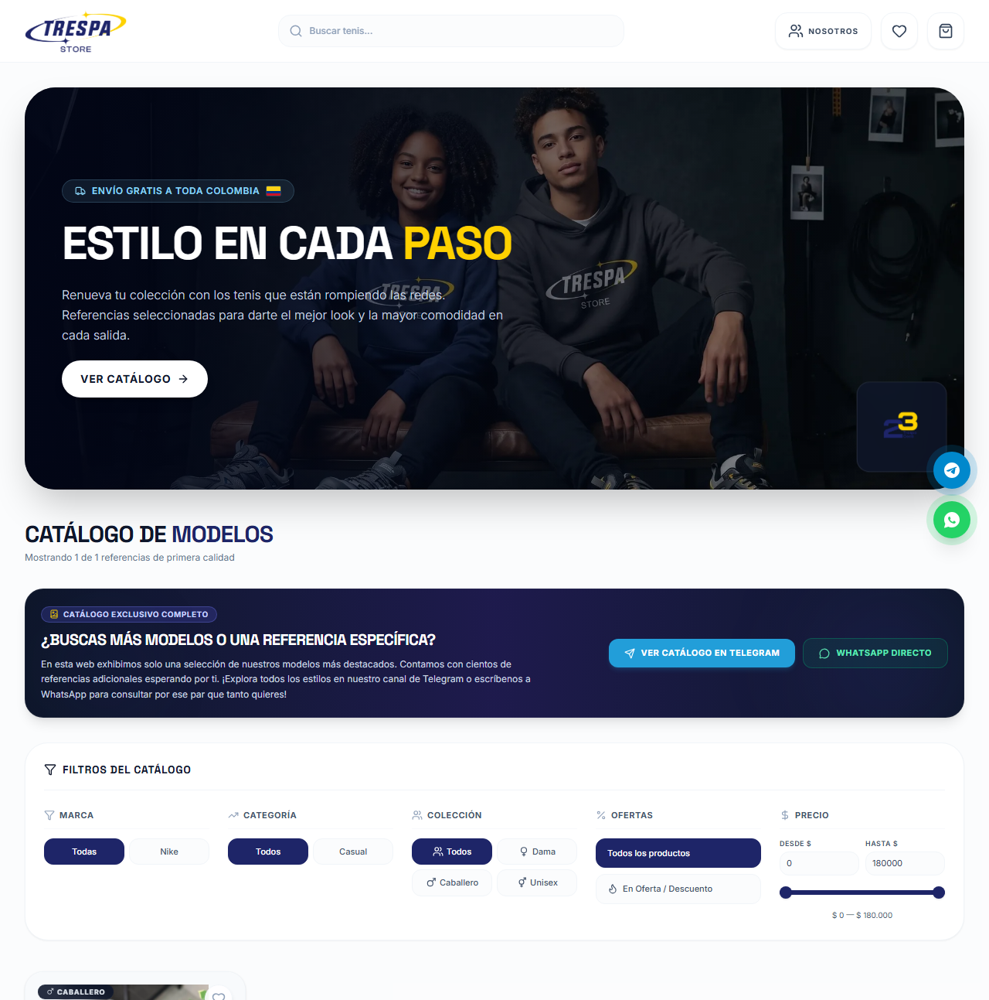 TRESPA
STORE
Buscar tenis...
NOSOTROS
ENVÍO GRATIS A TODA COLOMBIA
ESTILO EN CADA PASO
Renueva tu colección con los tenis que están rompiendo las redes.
Referencias seleccionadas para darte el mejor look y la mayor comodidad en
cada salida.
TRESPA
STORE
TRESPA
STORE
VER CATÁLOGO
23
CATÁLOGO DE MODELOS
Mostrando 1 de 1 referencias de primera calidad
CATÁLOGO EXCLUSIVO COMPLETO
¿BUSCAS MÁS MODELOS O UNA REFERENCIA ESPECÍFICA?
En esta web exhibimos solo una selección de nuestros modelos más destacados. Contamos con cientos de
referencias adicionales esperando por ti. ¡Explora todos los estilos en nuestro canal de Telegram o escríbenos a
WhatsApp para consultar por ese par que tanto quieres!
VER CATÁLOGO EN TELEGRAM
WHATSAPP DIRECTO
FILTROS DEL CATÁLOGO
MARCA
Todas
Nike
CATEGORÍA
Todos
Casual
COLECCIÓN
Todos
Dama
Caballero
Unisex
OFERTAS
Todos los productos
En Oferta / Descuento
PRECIO
DESDE $
HASTA $
0
180000
$ 0 — $ 180.000
CABALLERO